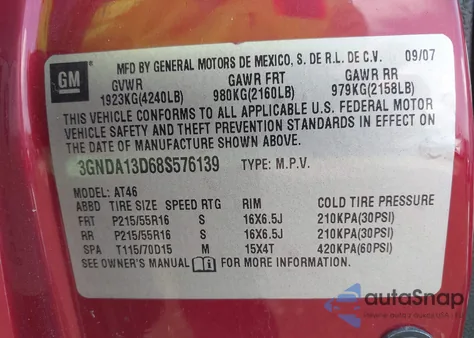 MFD BY GENERAL MOTORS DE MEXICO, S. DE R.L. DE C.V. 09/07
GM
GVWR GAWR FRT GAWR RR
1923KG(4240LB) 980KG(2160LB) 979KG(2158LB)
THIS VEHICLE CONFORMS TO ALL APPLICABLE U.S. FEDERAL MOTOR
VEHICLE SAFETY AND THEFT PREVENTION STANDARDS IN EFFECT ON
THE DATE OF MANUFACTURE SHOWN ABOVE.
3GNDA13D68S576139 TYPE: M.P.V.
MODEL: AT46
ABBD TIRE SIZE SPEED RTG RIM COLD TIRE PRESSURE
FRT P215/55R16 S 16X6.5J 210KPA(30PSI)
RR P215/55R16 S 16X6.5J 210KPA(30PSI)
SPA T115/70D15 M 15X4T 420KPA(60PSI)
SEE OWNER'S MANUAL FOR MORE INFORMATION.
autoSnap